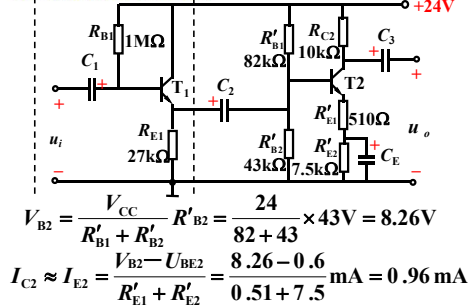 +24V
R_B1 1MΩ
R'_B1 82kΩ
R_C2 10kΩ
C_3
C_1 +
T_1
C_2 +
T2
+
R_E1 27kΩ
R'_B2 43kΩ
R'_E1 510Ω
R'_E2 7.5kΩ
+ C_E
+ u_i −
+ u_o −
V_B2 = V_CC / (R'_B1 + R'_B2) R'_B2 = 24 / (82 + 43) × 43V = 8.26V
I_C2 ≈ I_E2 = (V_B2 − U_BE2) / (R'_E1 + R'_E2) = (8.26 − 0.6) / (0.51 + 7.5) mA = 0.96 mA